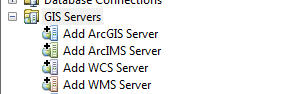 Database Connections
GIS Servers
Add ArcGIS Server
Add ArcIMS Server
Add WCS Server
Add WMS Server